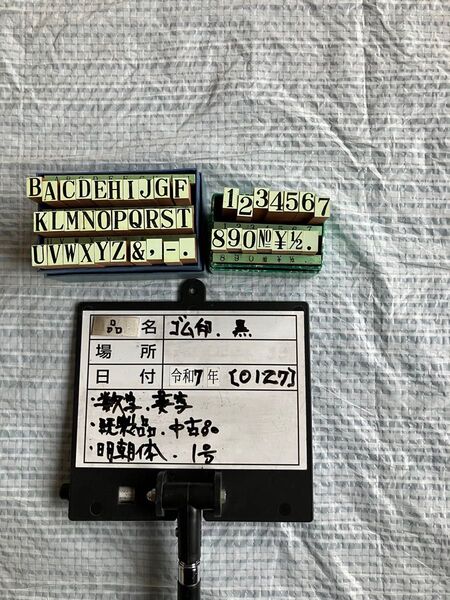 BACDEHIJGF
KLMNOPQRST
UVWXYZ&,-.
1234567
890№¥½.
品名 ゴム印.黒
場所
日付 令和7年 [0127]
・数字.英字
・既製品.中古80
・明朝体.1号